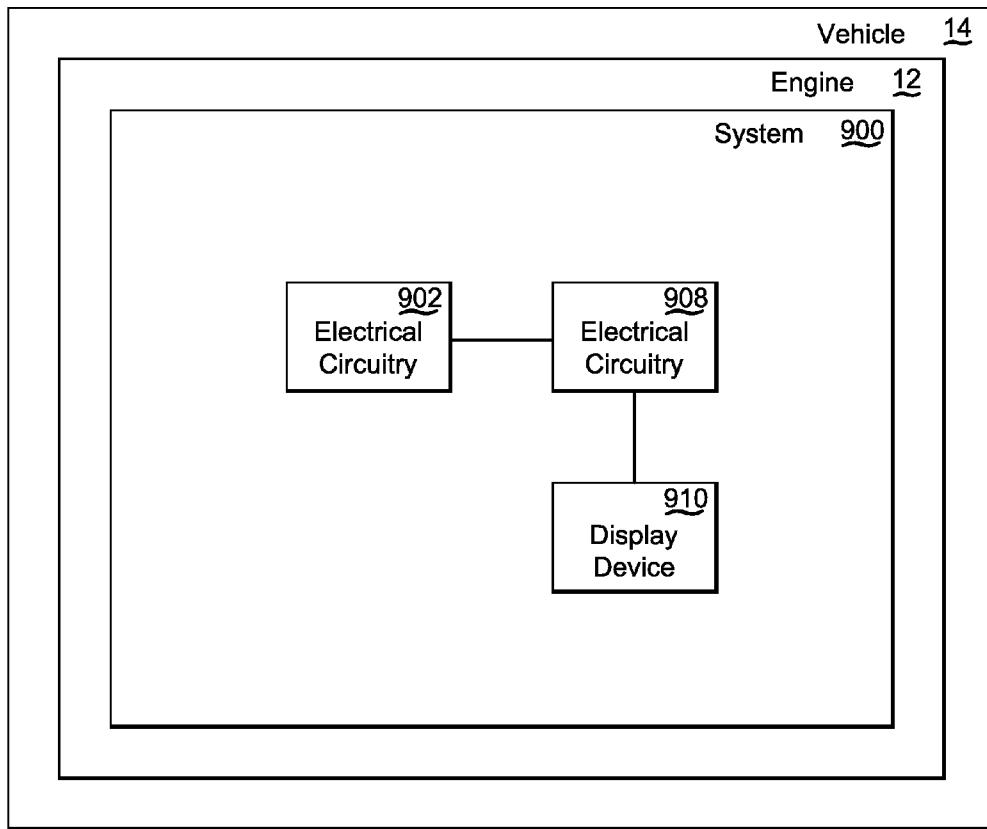 Vehicle 14
Engine 12
System 900
902
Electrical
Circuitry
908
Electrical
Circuitry
910
Display
Device